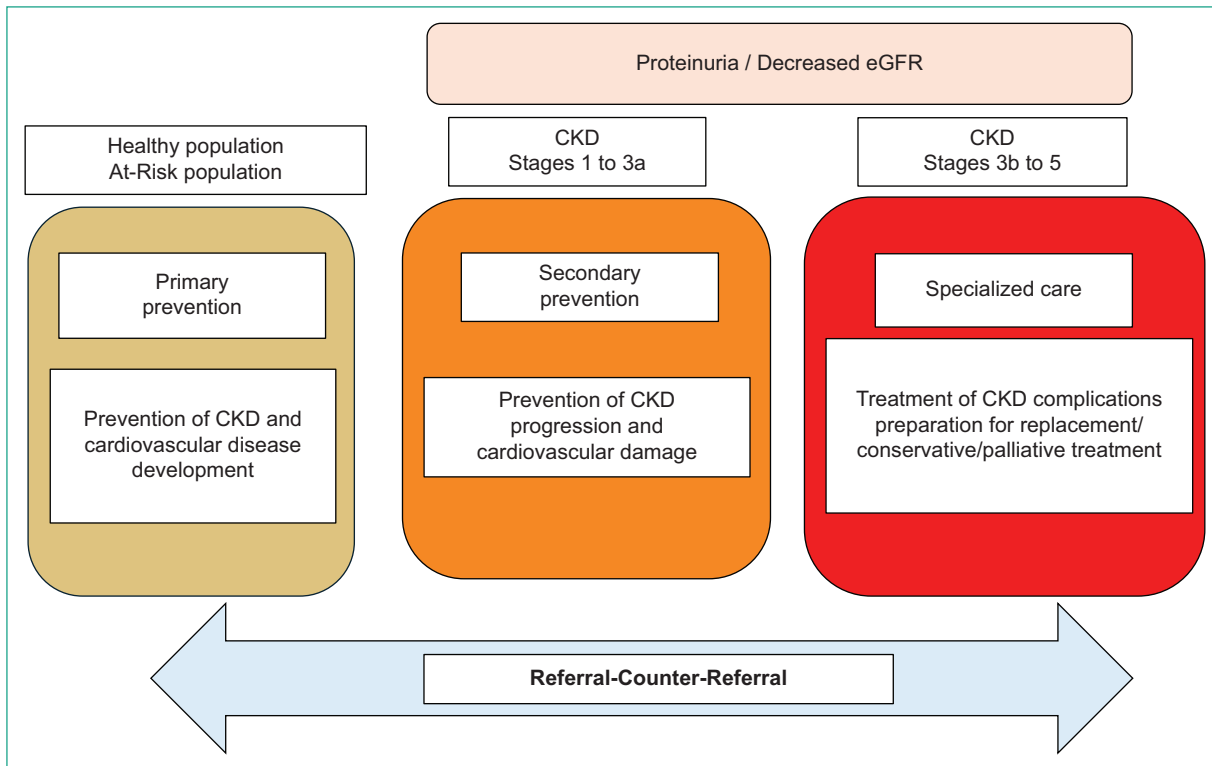 Proteinuria / Decreased eGFR
Healthy population
At-Risk population
CKD
Stages 1 to 3a
CKD
Stages 3b to 5
Primary
prevention
Secondary
prevention
Specialized care
Prevention of CKD and
cardiovascular disease
development
Prevention of CKD
progression and
cardiovascular damage
Treatment of CKD complications
preparation for replacement/
conservative/palliative treatment
Referral-Counter-Referral